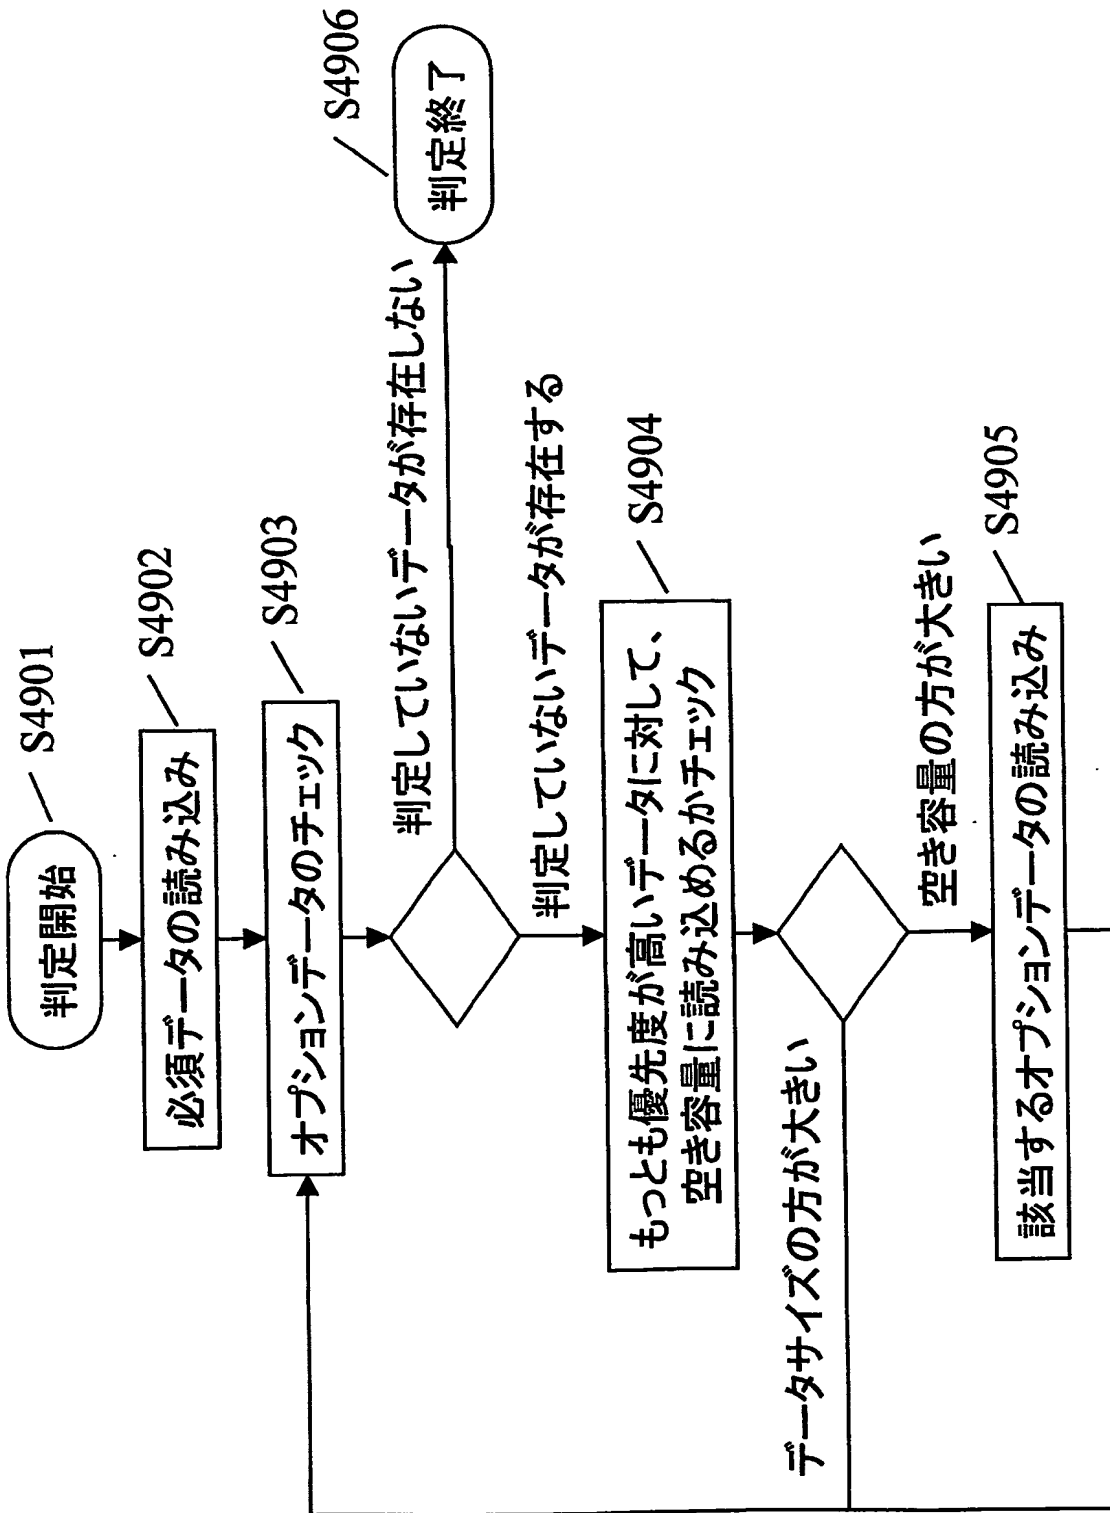 S4901
判定開始
S4902
必須データの読み込み
S4903
オプションデータのチェック
判定していないデータが存在しない
S4906
判定終了
判定していないデータが存在する
S4904
もっとも優先度が高いデータに対して、
空き容量に読み込めるかチェック
データサイズの方が大きい
空き容量の方が大きい
S4905
該当するオプションデータの読み込み